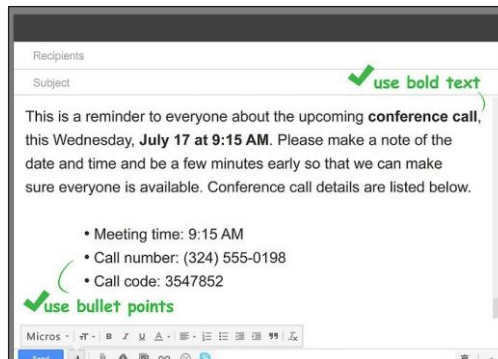 Recipients
Subject
use bold text
This is a reminder to everyone about the upcoming conference call,
this Wednesday, July 17 at 9:15 AM. Please make a note of the
date and time and be a few minutes early so that we can make
sure everyone is available. Conference call details are listed below.
• Meeting time: 9:15 AM
• Call number: (324) 555-0198
• Call code: 3547852
use bullet points
Micros
Send